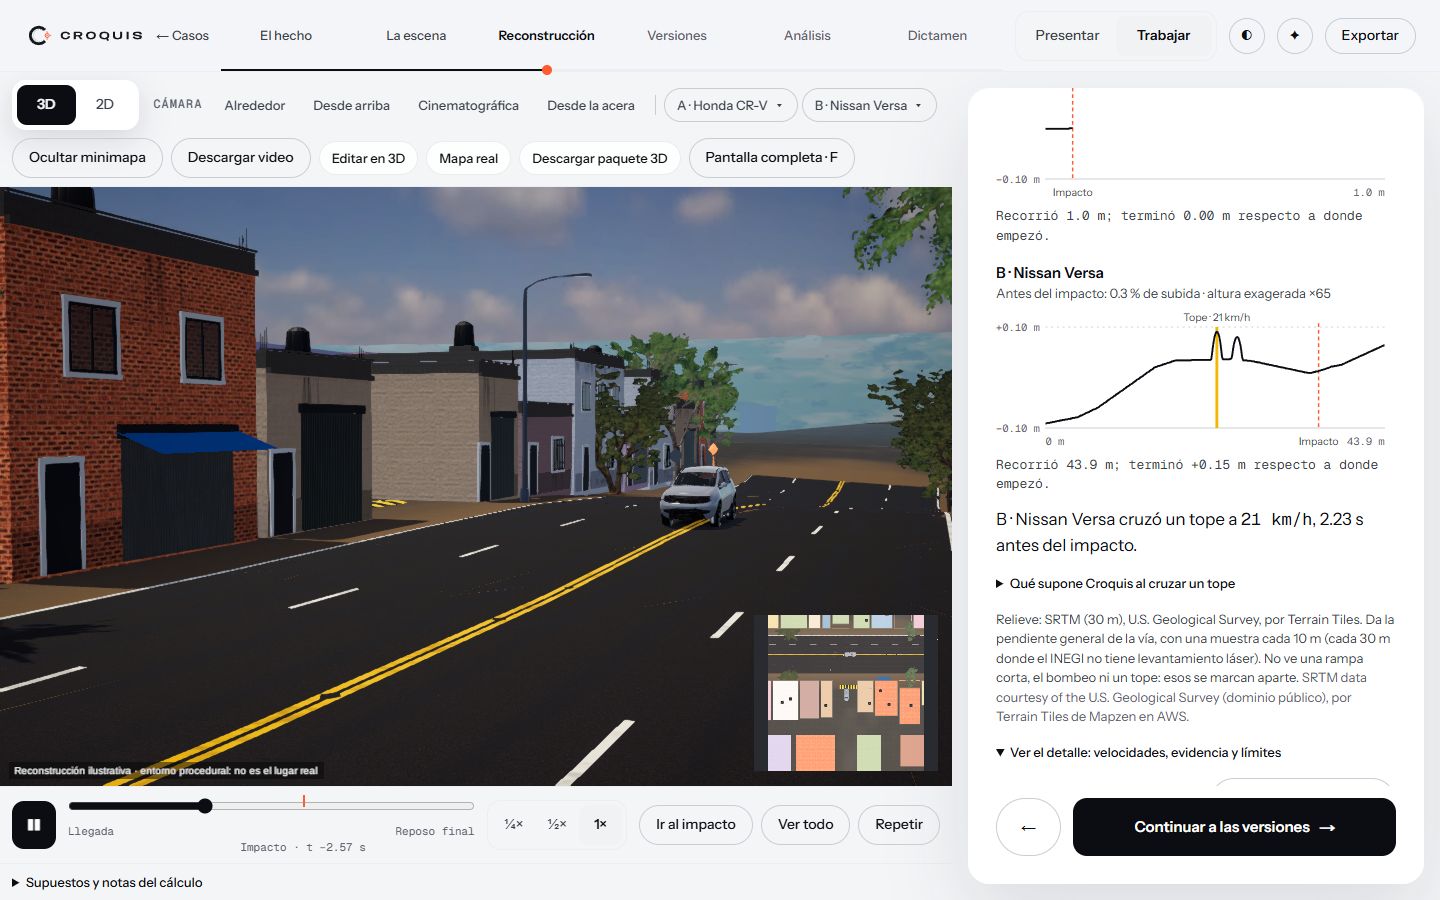 CROQUIS
← Casos
El hecho
La escena
Reconstrucción
Versiones
Análisis
Dictamen
Presentar
Trabajar
Exportar
3D
2D
CÁMARA
Alrededor
Desde arriba
Cinematográfica
Desde la acera
A · Honda CR-V
B · Nissan Versa
Ocultar minimapa
Descargar video
Editar en 3D
Mapa real
Descargar paquete 3D
Pantalla completa · F
Reconstrucción ilustrativa · entorno procedural: no es el lugar real
Llegada
Reposo final
Impacto · t −2.57 s
¼×
½×
1×
Ir al impacto
Ver todo
Repetir
Supuestos y notas del cálculo
−0.10 m
Impacto
1.0 m
Recorrió 1.0 m; terminó 0.00 m respecto a donde
empezó.
B · Nissan Versa
Antes del impacto: 0.3 % de subida · altura exagerada ×65
Tope · 21 km/h
+0.10 m
−0.10 m
0 m
Impacto
43.9 m
Recorrió 43.9 m; terminó +0.15 m respecto a donde
empezó.
B · Nissan Versa cruzó un tope a 21 km/h, 2.23 s
antes del impacto.
Qué supone Croquis al cruzar un tope
Relieve: SRTM (30 m), U.S. Geological Survey, por Terrain Tiles. Da la
pendiente general de la vía, con una muestra cada 10 m (cada 30 m
donde el INEGI no tiene levantamiento láser). No ve una rampa
corta, el bombeo ni un tope: esos se marcan aparte. SRTM data
courtesy of the U.S. Geological Survey (dominio público), por
Terrain Tiles de Mapzen en AWS.
Ver el detalle: velocidades, evidencia y límites
←
Continuar a las versiones →